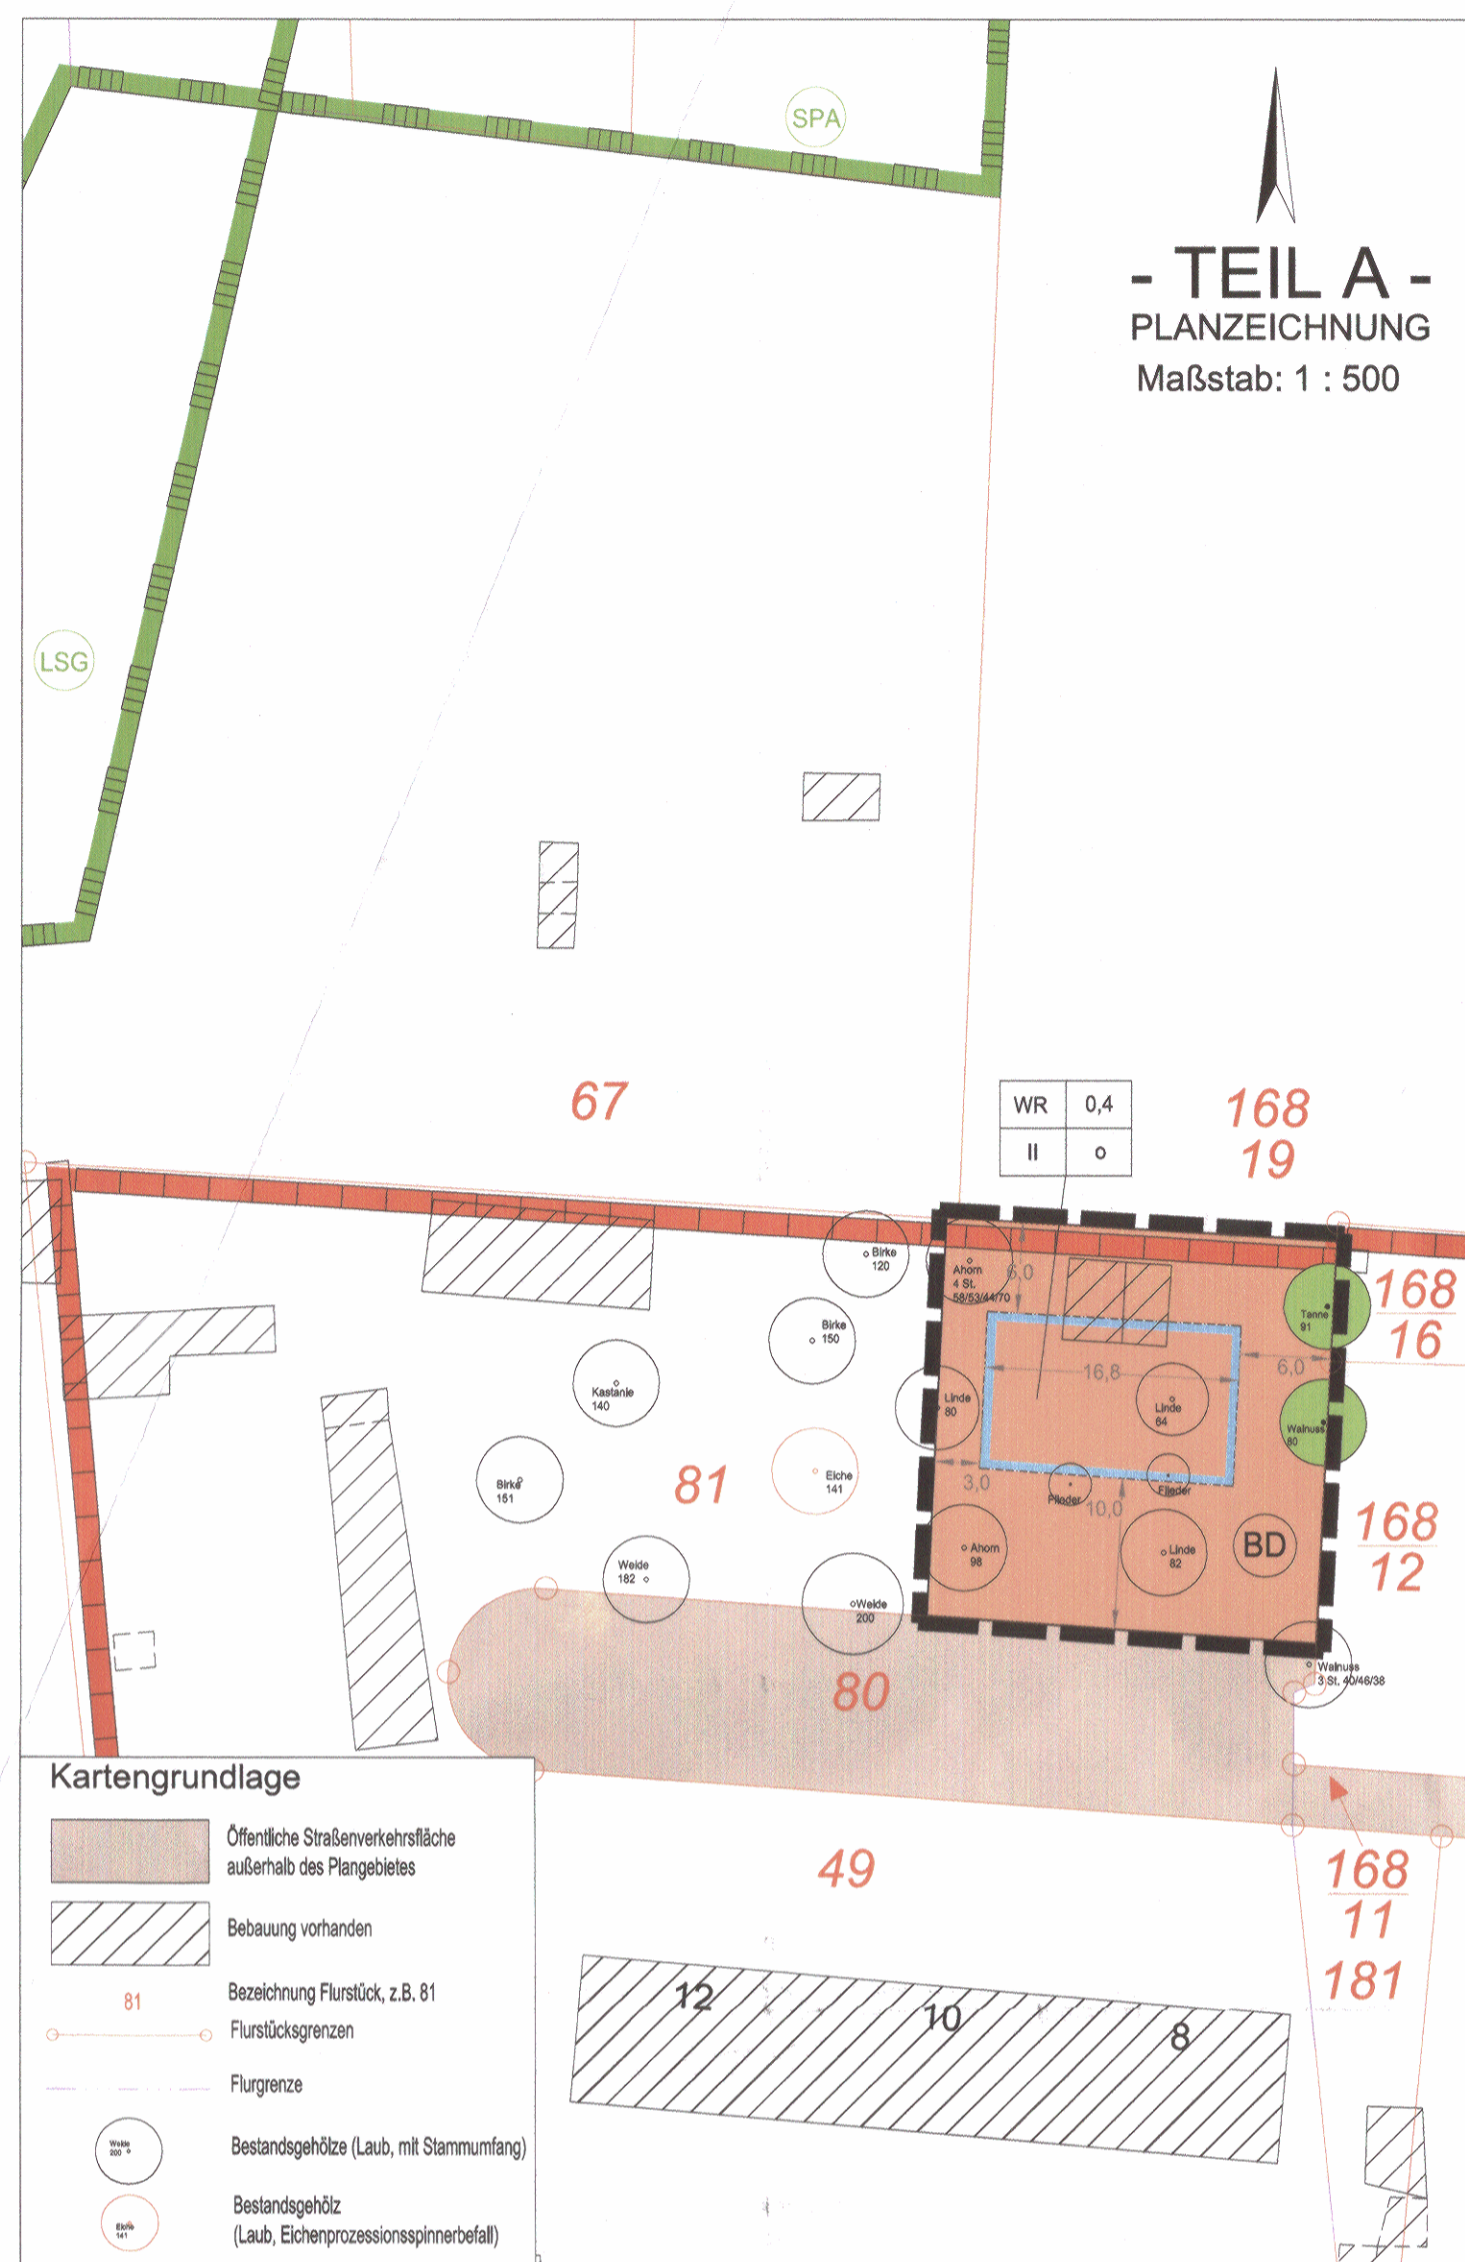 SPA
- TEIL A -
PLANZEICHNUNG
Maßstab: 1 : 500
LSG
67
WR 0,4
II o
168
19
Birke
120
Ahorn
4 St.
58/53/44/70
6,0
168
16
Tanne
91
Birke
150
16,8
6,0
Kastanie
140
Linde
80
Linde
64
Walnuss
80
Birke
151
81
Eiche
141
3,0
Flieder
Flieder
10,0
168
12
BD
Ahorn
98
Linde
82
Weide
182
Weide
200
80
Walnuss
3 St. 40/46/38
Kartengrundlage
Öffentliche Straßenverkehrsfläche
außerhalb des Plangebietes
Bebauung vorhanden
81 Bezeichnung Flurstück, z.B. 81
Flurstücksgrenzen
Flurgrenze
Weide
200
Bestandsgehölze (Laub, mit Stammumfang)
Eiche
141
Bestandsgehölz
(Laub, Eichenprozessionsspinnerbefall)
49
168
11
181
12
10
8